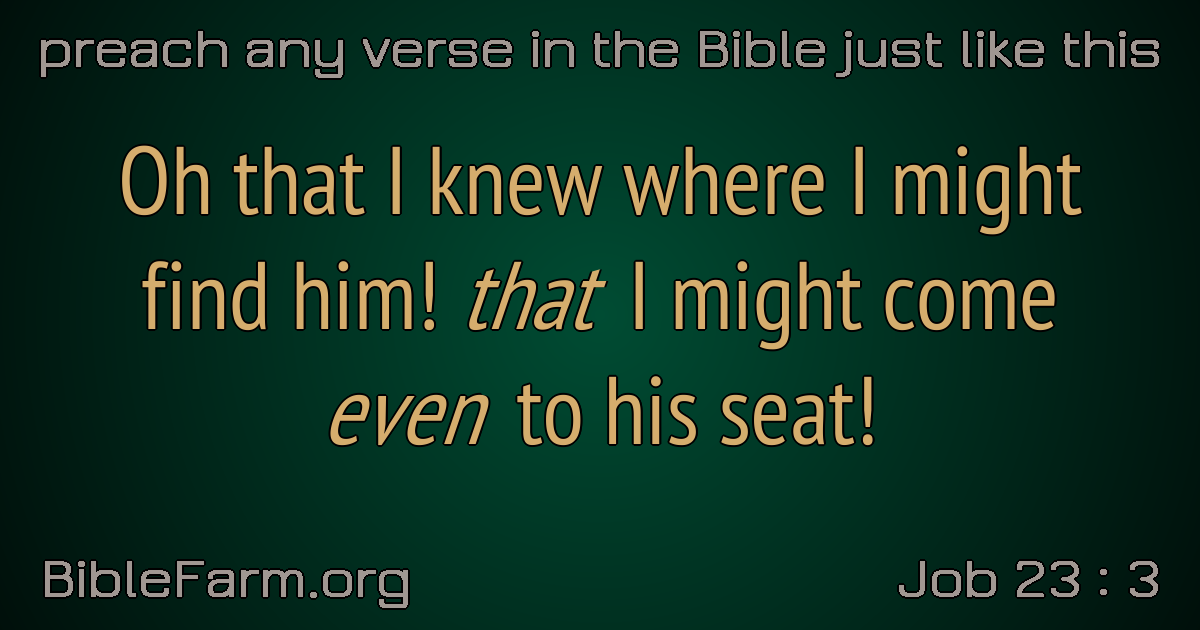 preach any verse in the Bible just like this
Oh that I knew where I might
find him! that I might come
even to his seat!
BibleFarm.org
Job 23 : 3